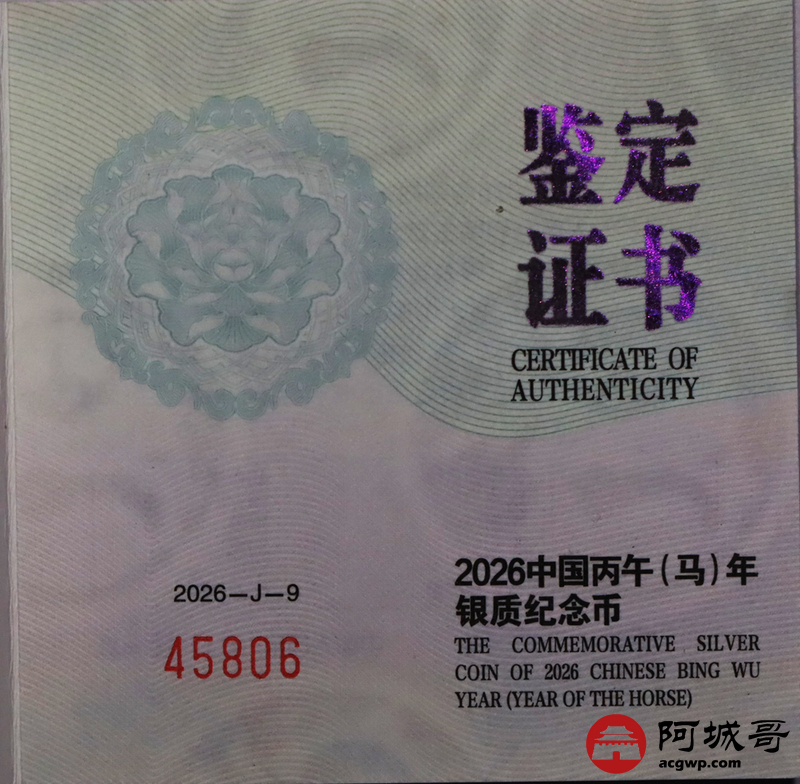 鉴定
证书
CERTIFICATE OF
AUTHENTICITY
2026-J-9
45806
2026中国丙午(马)年
银质纪念币
THE COMMEMORATIVE SILVER
COIN OF 2026 CHINESE BING WU
YEAR (YEAR OF THE HORSE)
阿城哥
acgwp.com